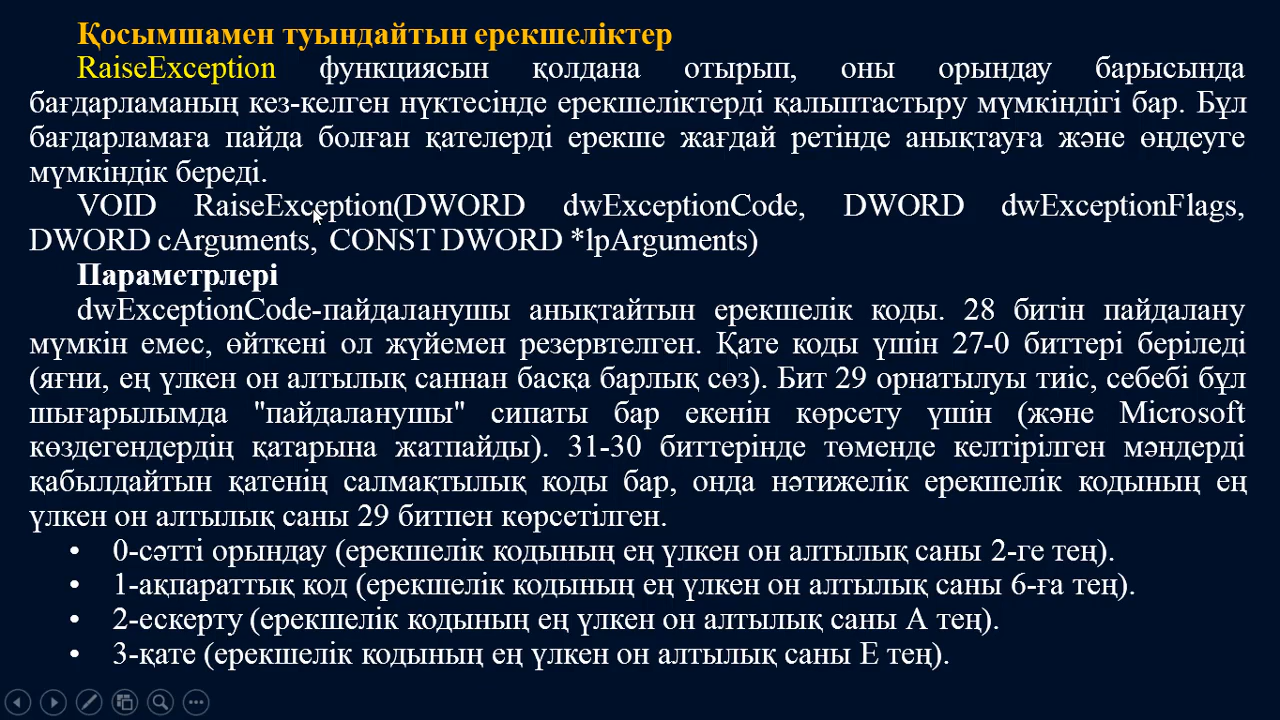 Қосымшамен туындайтын ерекшеліктер
RaiseException функциясын қолдана отырып, оны орындау барысында
бағдарламаның кез-келген нүктесінде ерекшеліктерді қалыптастыру мүмкіндігі бар. Бұл
бағдарламаға пайда болған қателерді ерекше жағдай ретінде анықтауға және өңдеуге
мүмкіндік береді.
VOID RaiseException(DWORD dwExceptionCode, DWORD dwExceptionFlags,
DWORD cArguments, CONST DWORD *lpArguments)
Параметрлері
dwExceptionCode-пайдаланушы анықтайтын ерекшелік коды. 28 битін пайдалану
мүмкін емес, өйткені ол жүйемен резервтелген. Қате коды үшін 27-0 биттері беріледі
(яғни, ең үлкен он алтылық саннан басқа барлық сөз). Бит 29 орнатылуы тиіс, себебі бұл
шығарылымда "пайдаланушы" сипаты бар екенін көрсету үшін (және Microsoft
көздегендердің қатарына жатпайды). 31-30 биттерінде төменде келтірілген мәндерді
қабылдайтын қатенің салмақтылық коды бар, онда нәтижелік ерекшелік кодының ең
үлкен он алтылық саны 29 битпен көрсетілген.
• 0-сәтті орындау (ерекшелік кодының ең үлкен он алтылық саны 2-ге тең).
• 1-ақпараттық код (ерекшелік кодының ең үлкен он алтылық саны 6-ға тең).
• 2-ескерту (ерекшелік кодының ең үлкен он алтылық саны А тең).
• 3-қате (ерекшелік кодының ең үлкен он алтылық саны Е тең).